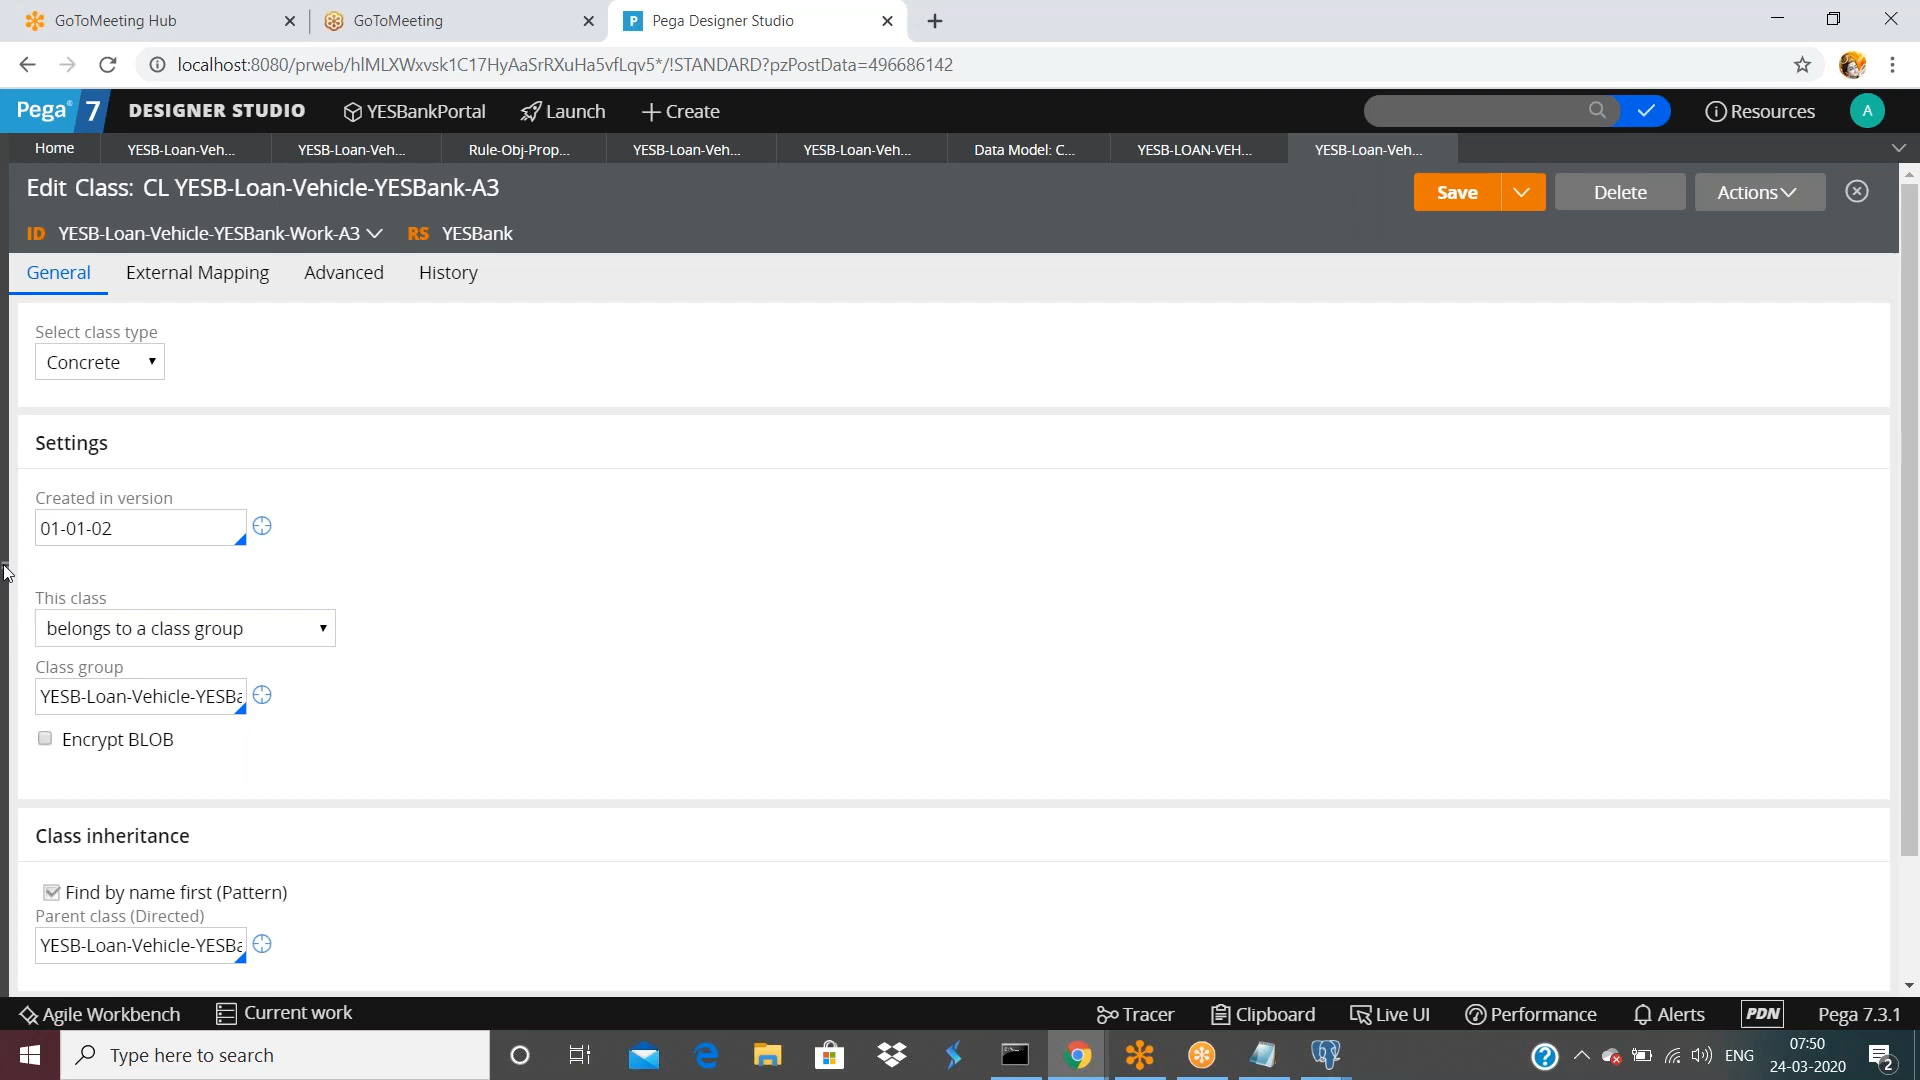 GoToMeeting Hub
GoToMeeting
Pega Designer Studio
localhost:8080/prweb/hIMLXWxvsk1C17HyAaSrRXuHa5vfLqv5*/!STANDARD?pzPostData=496686142
Pega 7 DESIGNER STUDIO YESBankPortal Launch Create Resources A
Home YESB-Loan-Veh... YESB-Loan-Veh... Rule-Obj-Prop... YESB-Loan-Veh... YESB-Loan-Veh... Data Model: C... YESB-LOAN-VEH... YESB-Loan-Veh...
Edit Class: CL YESB-Loan-Vehicle-YESBank-A3
Save Delete Actions
ID YESB-Loan-Vehicle-YESBank-Work-A3 RS YESBank
General External Mapping Advanced History
Select class type
Concrete
Settings
Created in version
01-01-02
This class
belongs to a class group
Class group
YESB-Loan-Vehicle-YESBa
Encrypt BLOB
Class inheritance
Find by name first (Pattern)
Parent class (Directed)
YESB-Loan-Vehicle-YESBa
Agile Workbench Current work Tracer Clipboard Live UI Performance Alerts PDN Pega 7.3.1
Type here to search
ENG
07:50
24-03-2020
2